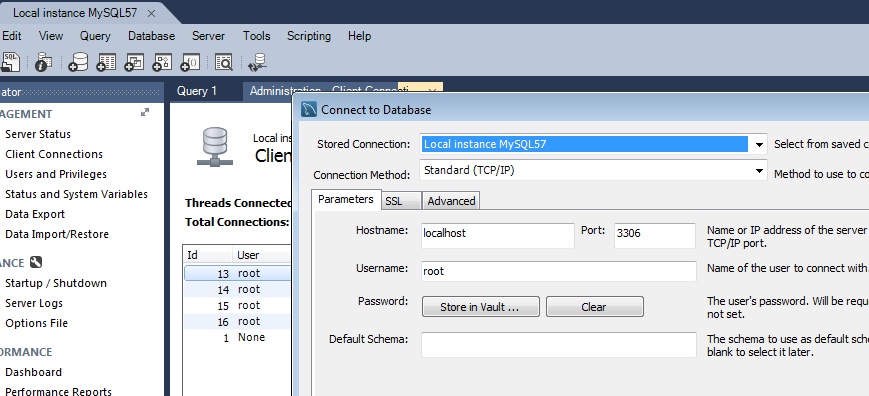 Local instance MySQL57
Edit View Query Database Server Tools Scripting Help
SQL
Query 1 Administration - Client Connecti
Connect to Database
Server Status
Client Connections
Users and Privileges
Status and System Variables
Data Export
Data Import/Restore
Startup / Shutdown
Server Logs
Options File
Dashboard
Performance Reports
Local ins
Clien
Threads Connected
Total Connections:
Id User
13 root
14 root
15 root
16 root
1 None
Stored Connection: Local instance MySQL57 Select from saved c
Connection Method: Standard (TCP/IP) Method to use to co
Parameters SSL Advanced
Hostname: localhost Port: 3306 Name or IP address of the server
TCP/IP port.
Username: root Name of the user to connect with.
Password: Store in Vault ... Clear The user's password. Will be reque
not set.
Default Schema: The schema to use as default sche
blank to select it later.